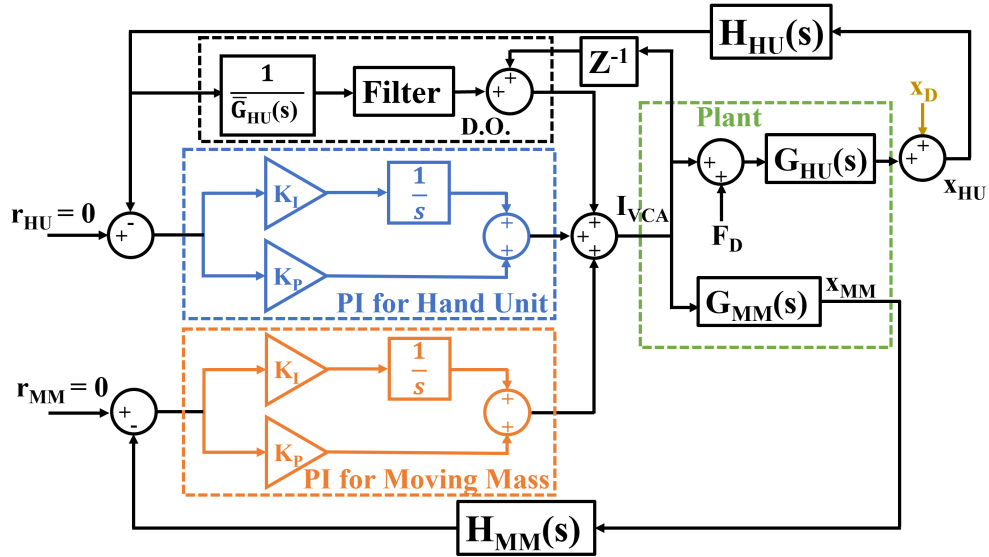 H_HU(s)
Z⁻¹
1
G̅_HU(s)
Filter
+
+
D.O.
x_D
Plant
+
+
G_HU(s)
+
+
x_HU
F_D
K_I
1
s
r_HU = 0
-
+
+
+
K_P
PI for Hand Unit
+
+
+
I_VCA
G_MM(s)
x_MM
K_I
1
s
r_MM = 0
+
-
+
+
K_P
PI for Moving Mass
H_MM(s)